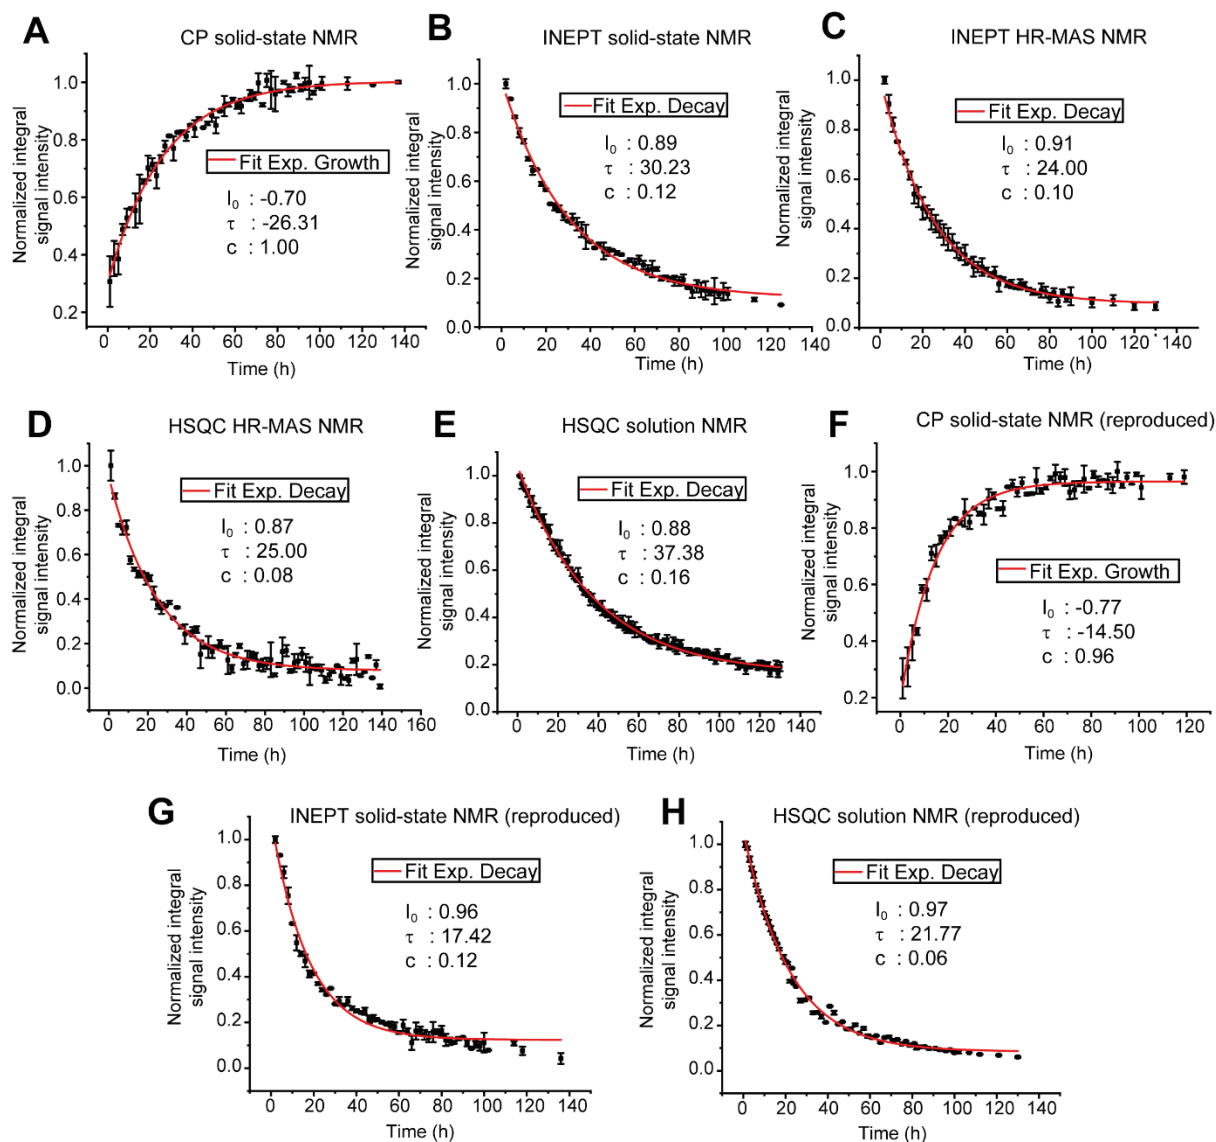 A
CP solid-state NMR
Normalized integral
signal intensity
1.0
0.8
0.6
0.4
0.2
Fit Exp. Growth
I₀ : -0.70
τ : -26.31
c : 1.00
0 20 40 60 80 100 120 140
Time (h)
B
INEPT solid-state NMR
Normalized integral
signal intensity
1.0
0.8
0.6
0.4
0.2
0.0
Fit Exp. Decay
I₀ : 0.89
τ : 30.23
c : 0.12
0 20 40 60 80 100 120 140
Time (h)
C
INEPT HR-MAS NMR
Normalized integral
signal intensity
1.0
0.8
0.6
0.4
0.2
0.0
Fit Exp. Decay
I₀ : 0.91
τ : 24.00
c : 0.10
0 20 40 60 80 100 120 140
Time (h)
D
HSQC HR-MAS NMR
Normalized integral
signal intensity
1.0
0.8
0.6
0.4
0.2
0.0
Fit Exp. Decay
I₀ : 0.87
τ : 25.00
c : 0.08
0 20 40 60 80 100 120 140 160
Time (h)
E
HSQC solution NMR
Normalized integral
signal intensity
1.0
0.8
0.6
0.4
0.2
0.0
Fit Exp. Decay
I₀ : 0.88
τ : 37.38
c : 0.16
0 20 40 60 80 100 120 140
Time (h)
F
CP solid-state NMR (reproduced)
Normalized integral
signal intensity
1.0
0.8
0.6
0.4
0.2
Fit Exp. Growth
I₀ : -0.77
τ : -14.50
c : 0.96
0 20 40 60 80 100 120
Time (h)
G
INEPT solid-state NMR (reproduced)
Normalized integral
signal intensity
1.0
0.8
0.6
0.4
0.2
0.0
Fit Exp. Decay
I₀ : 0.96
τ : 17.42
c : 0.12
0 20 40 60 80 100 120 140
Time (h)
H
HSQC solution NMR (reproduced)
Normalized integral
signal intensity
1.0
0.8
0.6
0.4
0.2
0.0
Fit Exp. Decay
I₀ : 0.97
τ : 21.77
c : 0.06
0 20 40 60 80 100 120 140
Time (h)